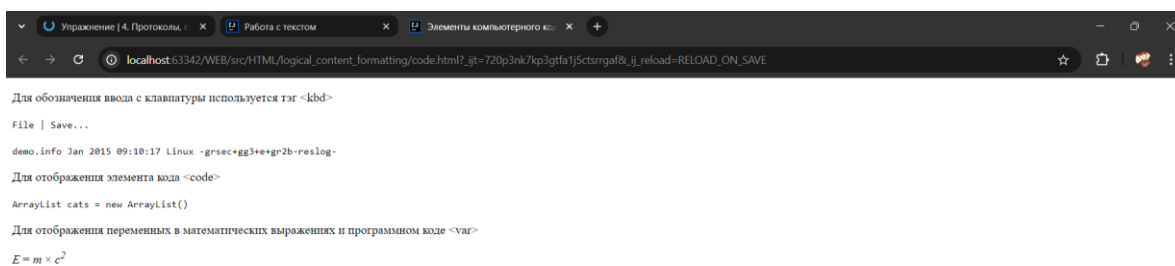 Упражнение | 4. Протоколы, с
Работа с текстом
Элементы компьютерного ко
localhost:63342/WEB/src/HTML/logical_content_formatting/code.html?_ijt=720p3nk7kp3gtfa1j5ctsrrgaf&_ij_reload=RELOAD_ON_SAVE
Для обозначения ввода с клавиатуры используется тэг <kbd>
File | Save...
demo.info Jan 2015 09:10:17 Linux -grsec+gg3+e+gr2b-reslog-
Для отображения элемента кода <code>
ArrayList cats = new ArrayList()
Для отображения переменных в математических выражениях и программном коде <var>
E = m × c²